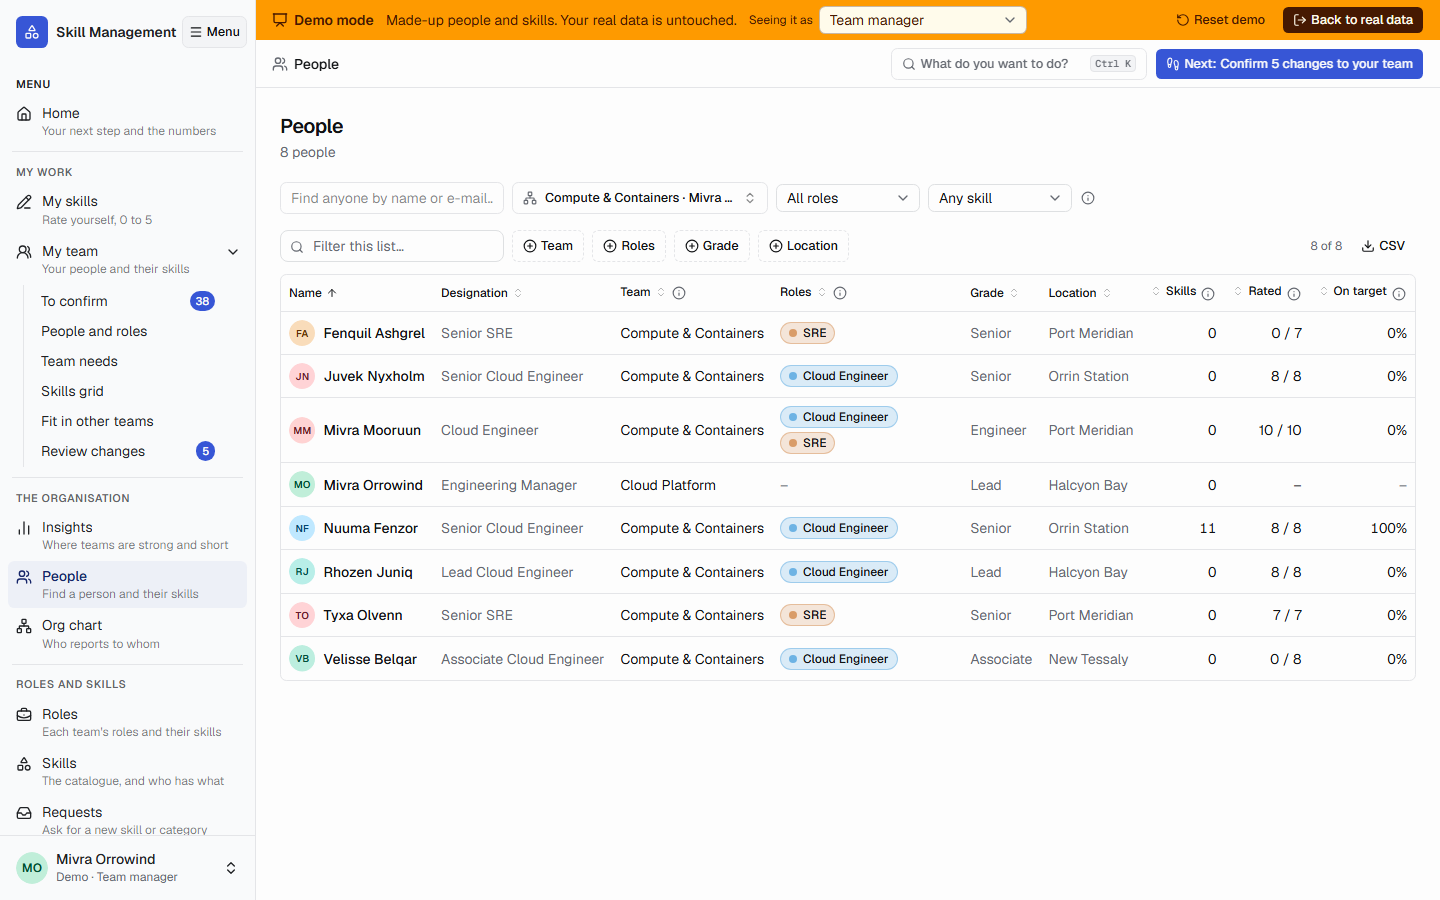 Skill Management
Menu
Demo mode
Made-up people and skills. Your real data is untouched.
Seeing it as
Team manager
Reset demo
Back to real data
People
What do you want to do?
Ctrl K
Next: Confirm 5 changes to your team
MENU
Home
Your next step and the numbers
MY WORK
My skills
Rate yourself, 0 to 5
My team
Your people and their skills
To confirm
38
People and roles
Team needs
Skills grid
Fit in other teams
Review changes
5
THE ORGANISATION
Insights
Where teams are strong and short
People
Find a person and their skills
Org chart
Who reports to whom
ROLES AND SKILLS
Roles
Each team's roles and their skills
Skills
The catalogue, and who has what
Requests
Ask for a new skill or category
MO
Mivra Orrowind
Demo · Team manager
People
8 people
Find anyone by name or e-mail..
Compute & Containers · Mivra ...
All roles
Any skill
Filter this list...
Team
Roles
Grade
Location
8 of 8
CSV
Name Designation Team Roles Grade Location Skills Rated On target
FA Fenquil Ashgrel Senior SRE Compute & Containers SRE Senior Port Meridian 0 0 / 7 0%
JN Juvek Nyxholm Senior Cloud Engineer Compute & Containers Cloud Engineer Senior Orrin Station 0 8 / 8 0%
MM Mivra Mooruun Cloud Engineer Compute & Containers Cloud Engineer SRE Engineer Port Meridian 0 10 / 10 0%
MO Mivra Orrowind Engineering Manager Cloud Platform – Lead Halcyon Bay 0 – –
NF Nuuma Fenzor Senior Cloud Engineer Compute & Containers Cloud Engineer Senior Orrin Station 11 8 / 8 100%
RJ Rhozen Juniq Lead Cloud Engineer Compute & Containers Cloud Engineer Lead Halcyon Bay 0 8 / 8 0%
TO Tyxa Olvenn Senior SRE Compute & Containers SRE Senior Port Meridian 0 7 / 7 0%
VB Velisse Belqar Associate Cloud Engineer Compute & Containers Cloud Engineer Associate New Tessaly 0 0 / 8 0%